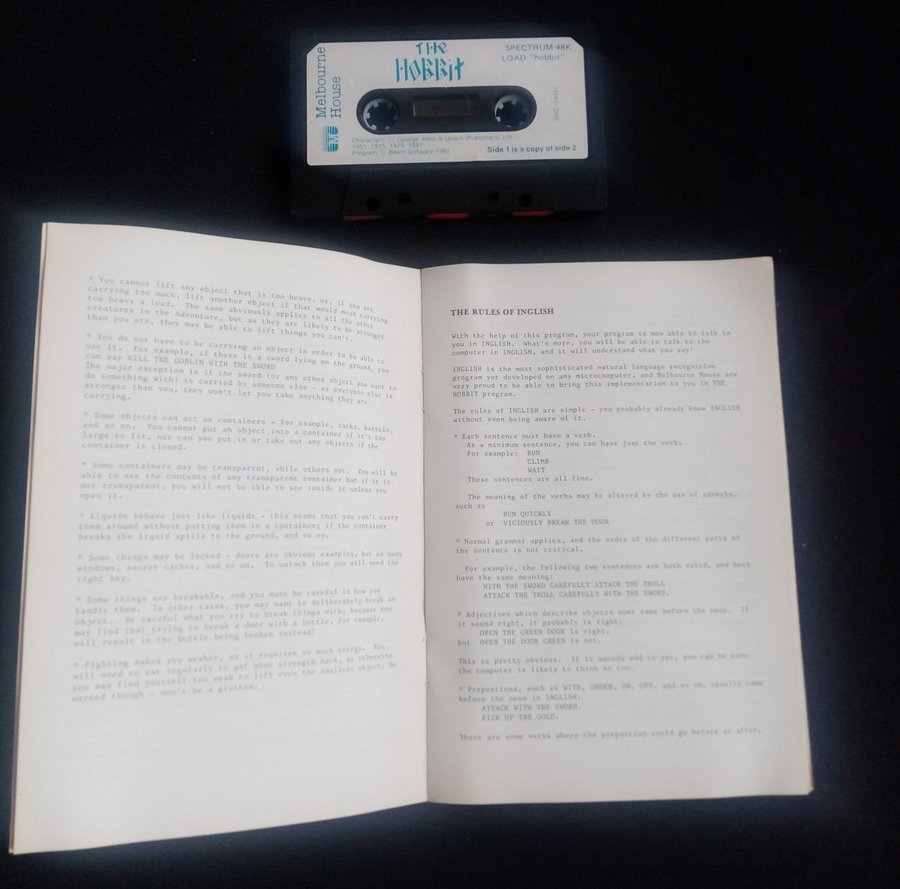 Melbourne
House
THE
HOBBIT
SPECTRUM 48K
LOAD "hobbit"
Characters © George Allen & Unwin (Publishers) Ltd
1951, 1975, 1979, 1981
Program © Beam Software 1982
Side 1 is a copy of side 2
* You cannot lift any object that is too heavy, or, if you are
carrying too much, lift another object if that would mean carrying
too heavy a load. The same obviously applies to all the other
creatures in the Adventure, but as they are likely to be stronger
than you are, they may be able to lift things you can't.
* You do not have to be carrying an object in order to be able to
use it. For example, if there is a sword lying on the ground, you
can say KILL THE GOBLIN WITH THE SWORD
The major exception is if the sword (or any other object you want to
do something with) is carried by someone else - as everyone else is
stronger than you, they won't let you take anything they are
carrying.
* Some objects can act as containers - for example, sacks, barrels,
and so on. You cannot put an object into a container if it's too
large to fit, nor can you put in or take out any objects if the
container is closed.
* Some containers may be transparent, while others not. You will be
able to see the contents of any transparent container but if it is
not transparent, you will not be able to see inside it unless you
open it.
* Liquids behave just like liquids - this means that you can't carry
them around without putting them in a container; if the container
breaks the liquid spills to the ground, and so on.
* Some things may be locked - doors are obvious examples, but so may
windows, secret caches, and so on. To unlock them you will need the
right key.
* Some things are breakable, and you must be careful in how you
handle them. In other cases, you may want to deliberately break an
object. Be careful what you try to break things with, because you,
may find that trying to break a door with a bottle, for example,
will result in the bottle being broken instead!
* Fighting makes you weaker, as it requires so much energy. You
will need to eat regularly to get your strength back, as otherwise
you may find yourself too weak to lift even the smallest object. Be
warned though - don't be a glutton.
THE RULES OF INGLISH
With the help of this program, your program is now able to talk to
you in INGLISH. What's more, you will be able to talk to the
computer in INGLISH, and it will understand what you say!
INGLISH is the most sophisticated natural language recognition
program yet developed on any microcomputer, and Melbourne House are
very proud to be able to bring this implementation to you in THE
HOBBIT program.
The rules of INGLISH are simple - you probably already know INGLISH
without even being aware of it.
* Each sentence must have a verb.
As a minimum sentence, you can have just the verb.
For example: RUN
CLIMB
WAIT
These sentences are all fine.
The meaning of the verbs may be altered by the use of adverbs,
such as
RUN QUICKLY
or VICIOUSLY BREAK THE DOOR
* Normal grammar applies, and the order of the different parts of
the sentence is not critical.
For example, the following two sentences are both valid, and both
have the same meaning:
WITH THE SWORD CAREFULLY ATTACK THE TROLL
ATTACK THE TROLL CAREFULLY WITH THE SWORD.
* Adjectives which describe objects must come before the noun. If
it sound right, it probably is right.
OPEN THE GREEN DOOR is right.
but OPEN THE DOOR GREEN is not.
This is pretty obvious. If it sounds odd to you, you can be sure
the computer is likely to think so too.
* Prepostions, such as WITH, UNDER, ON, OFF, and so on, usually come
before the noun in INGLISH:
ATTACK WITH THE SWORD.
PICK UP THE GOLD.
There are some verbs where the prepostion could go before or after,